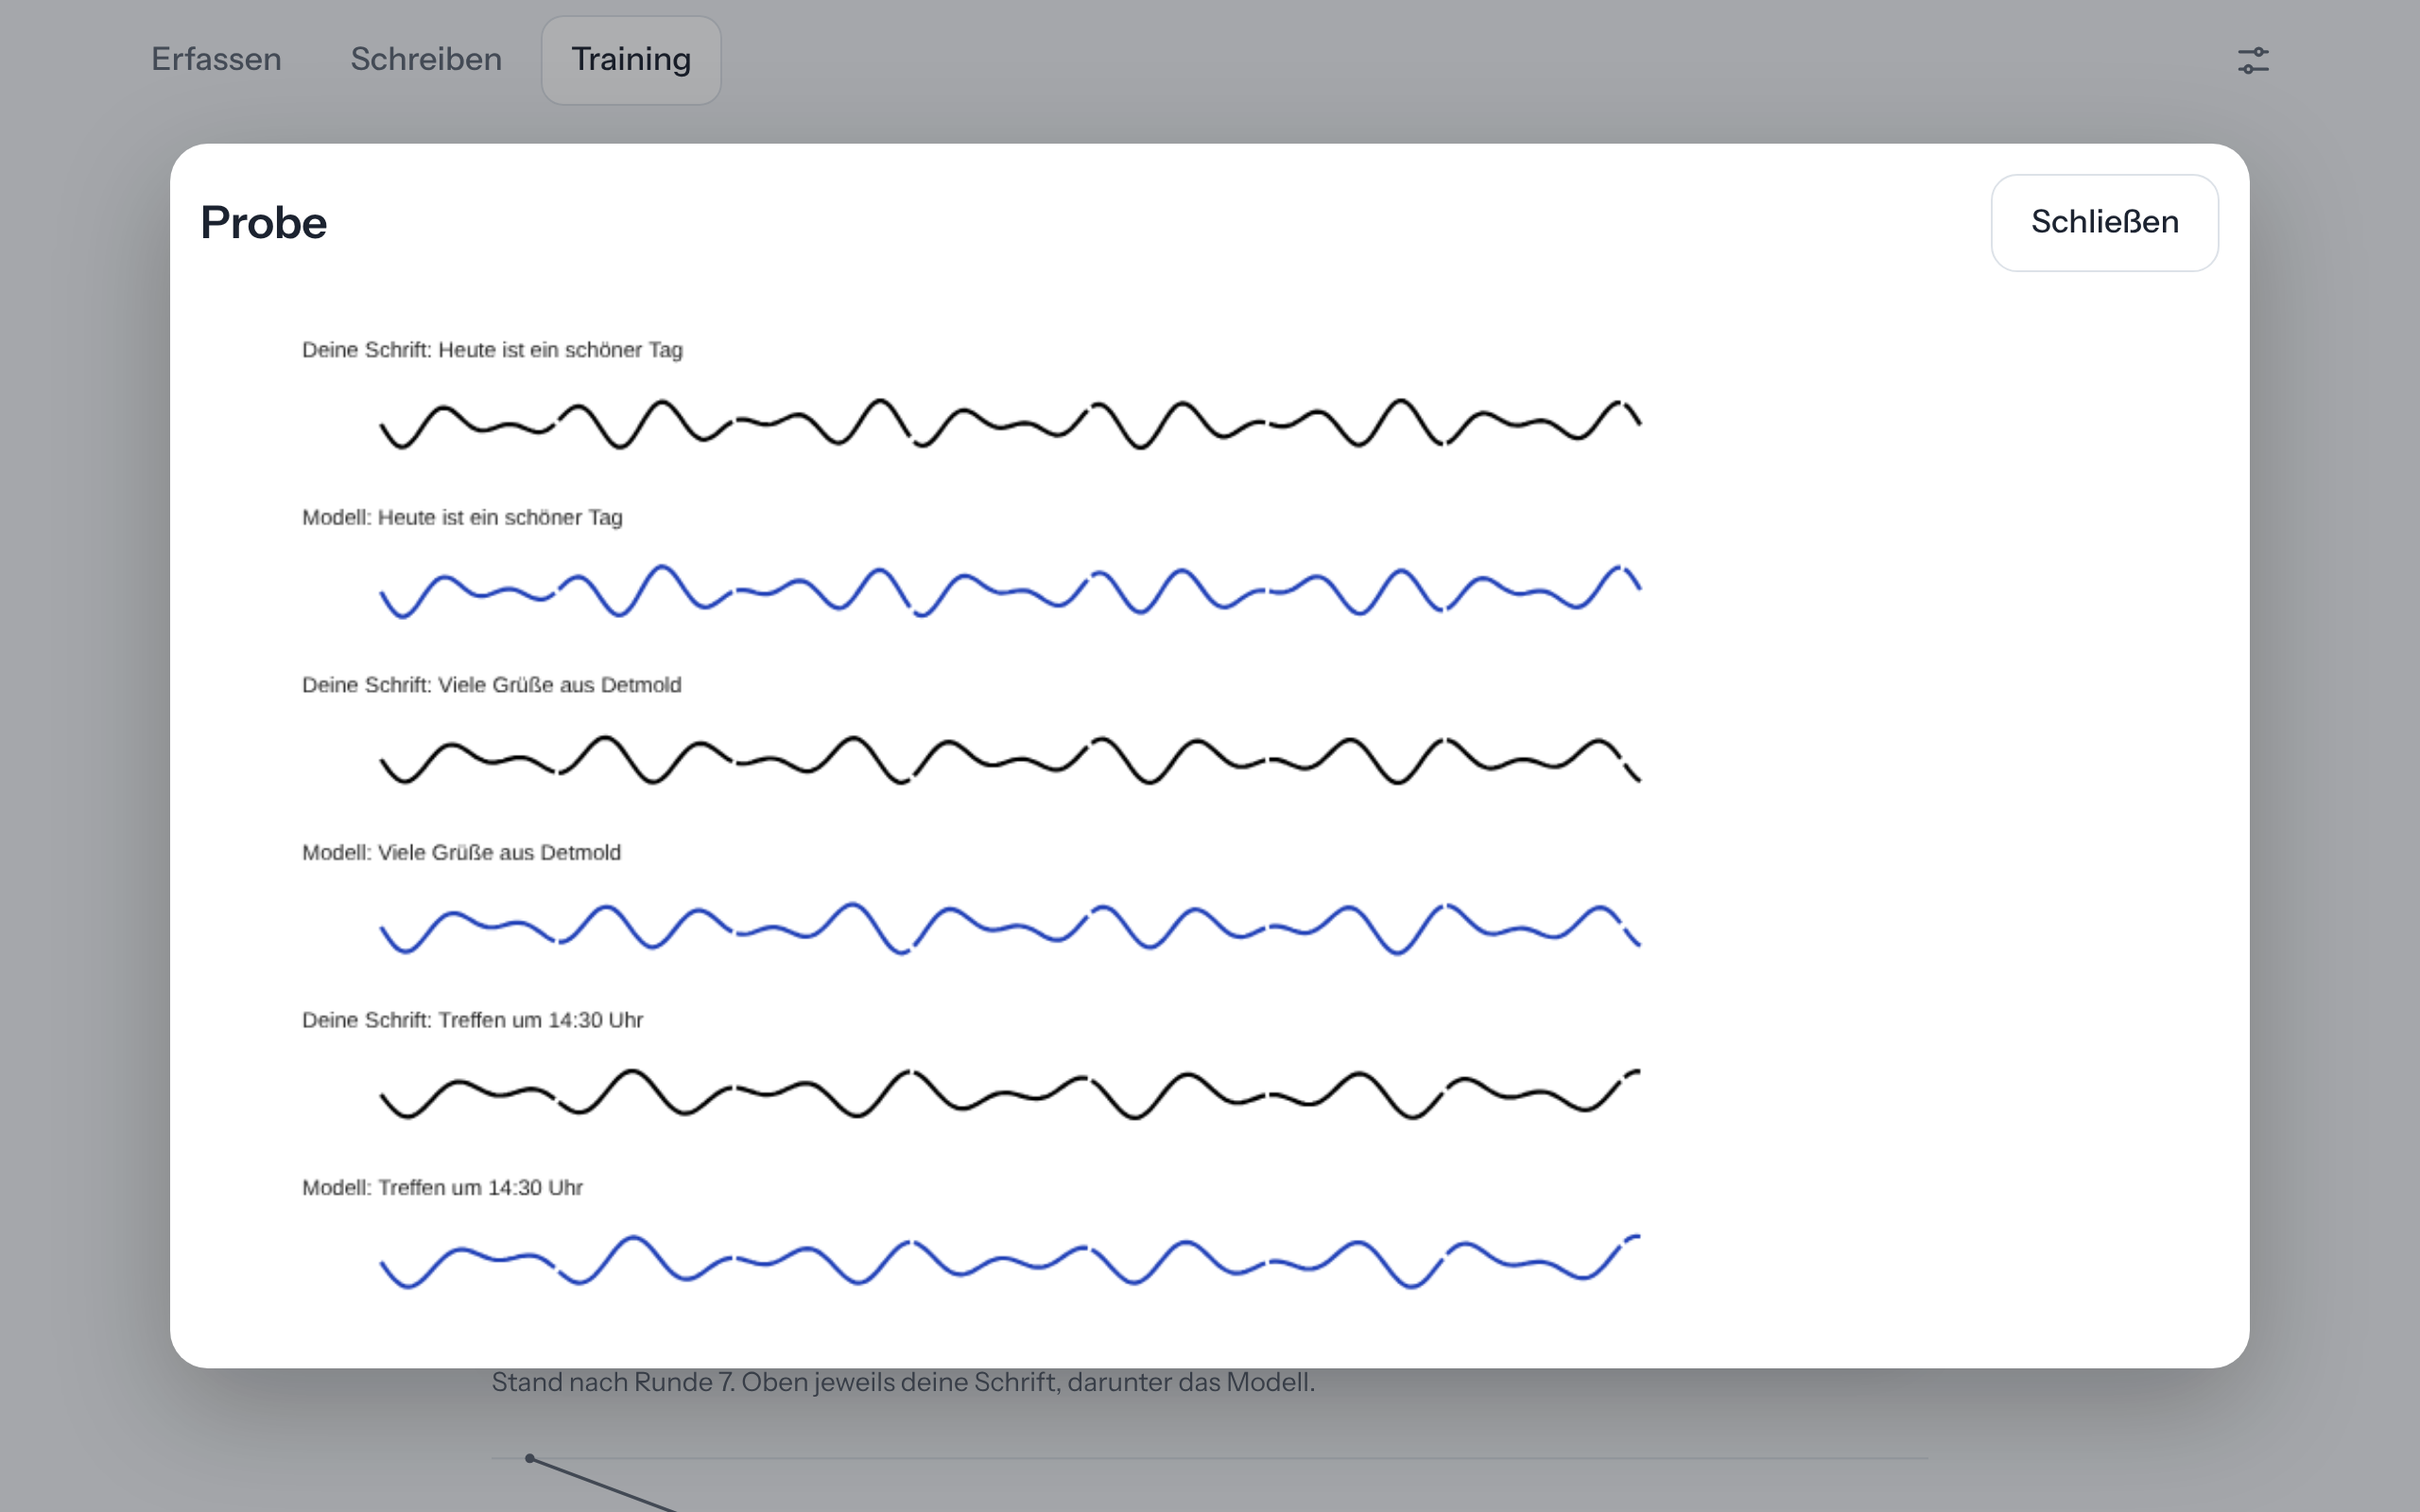 Erfassen Schreiben Training
Probe Schließen
Deine Schrift: Heute ist ein schöner Tag
Modell: Heute ist ein schöner Tag
Deine Schrift: Viele Grüße aus Detmold
Modell: Viele Grüße aus Detmold
Deine Schrift: Treffen um 14:30 Uhr
Modell: Treffen um 14:30 Uhr
Stand nach Runde 7. Oben jeweils deine Schrift, darunter das Modell.